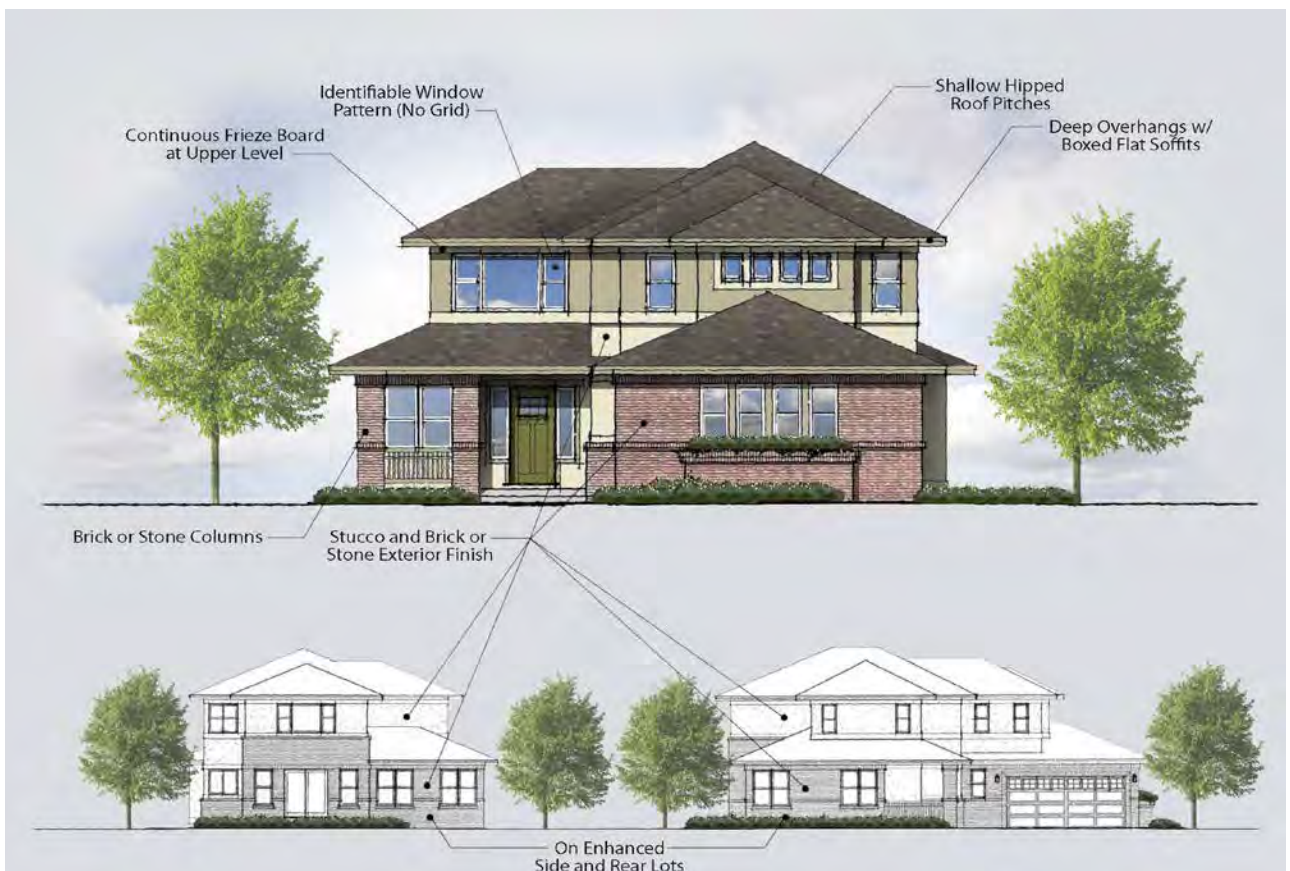 Identifiable Window
Pattern (No Grid)
Shallow Hipped
Roof Pitches
Continuous Frieze Board
at Upper Level
Deep Overhangs w/
Boxed Flat Soffits
Brick or Stone Columns
Stucco and Brick or
Stone Exterior Finish
On Enhanced
Side and Rear Lots